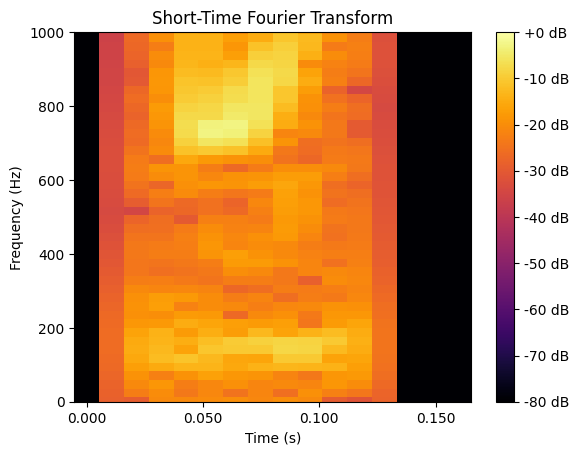 Short-Time Fourier Transform
Frequency (Hz)
1000
800
600
400
200
0
0.000
0.050
0.100
0.150
Time (s)
+0 dB
-10 dB
-20 dB
-30 dB
-40 dB
-50 dB
-60 dB
-70 dB
-80 dB